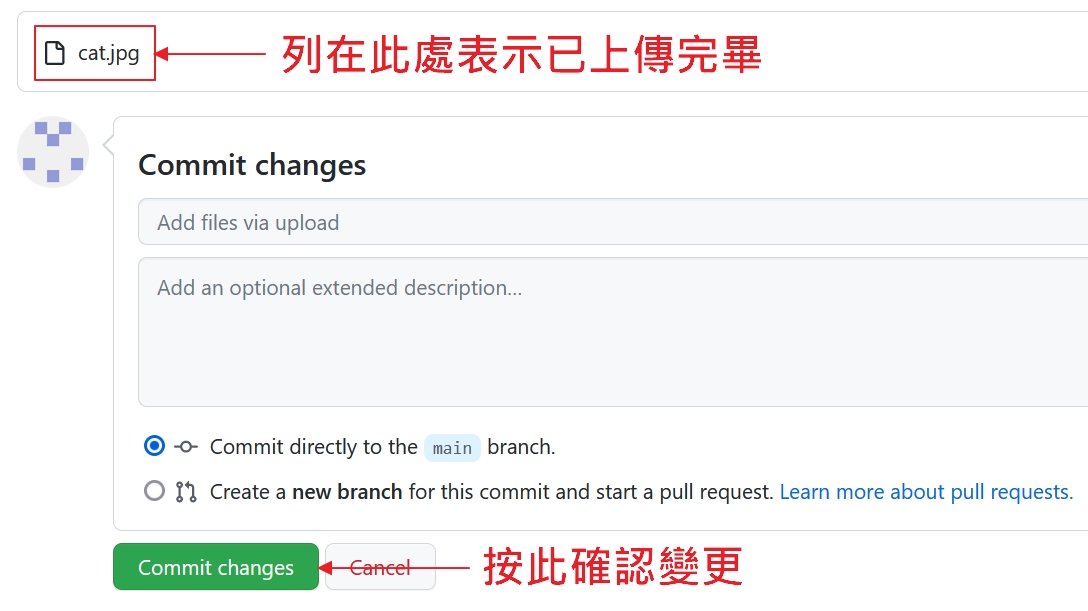 cat.jpg 列在此處表示已上傳完畢
Commit changes
Add files via upload
Add an optional extended description...
Commit directly to the main branch.
Create a new branch for this commit and start a pull request. Learn more about pull requests.
Commit changes Cancel 按此確認變更